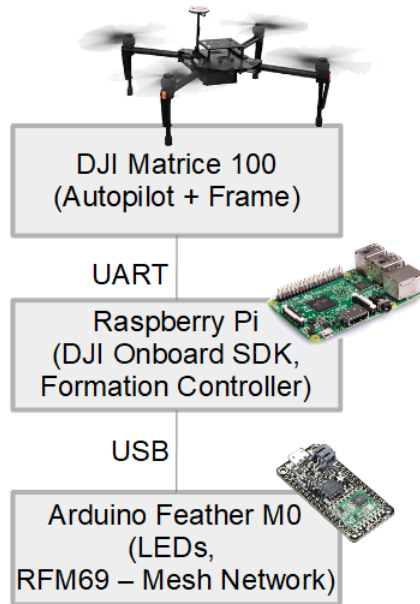 DJI Matrice 100
(Autopilot + Frame)
UART
Raspberry Pi
(DJI Onboard SDK,
Formation Controller)
USB
Arduino Feather M0
(LEDs,
RFM69 – Mesh Network)